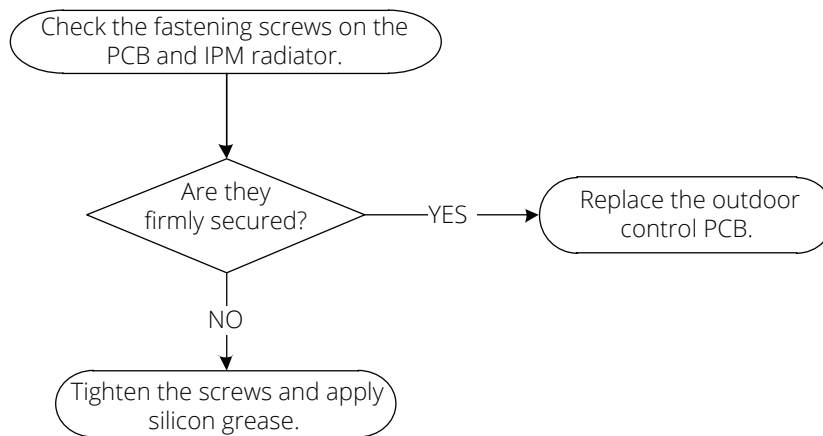 Check the fastening screws on the
PCB and IPM radiator.
Are they
firmly secured?
YES
Replace the outdoor
control PCB.
NO
Tighten the screws and apply
silicon grease.